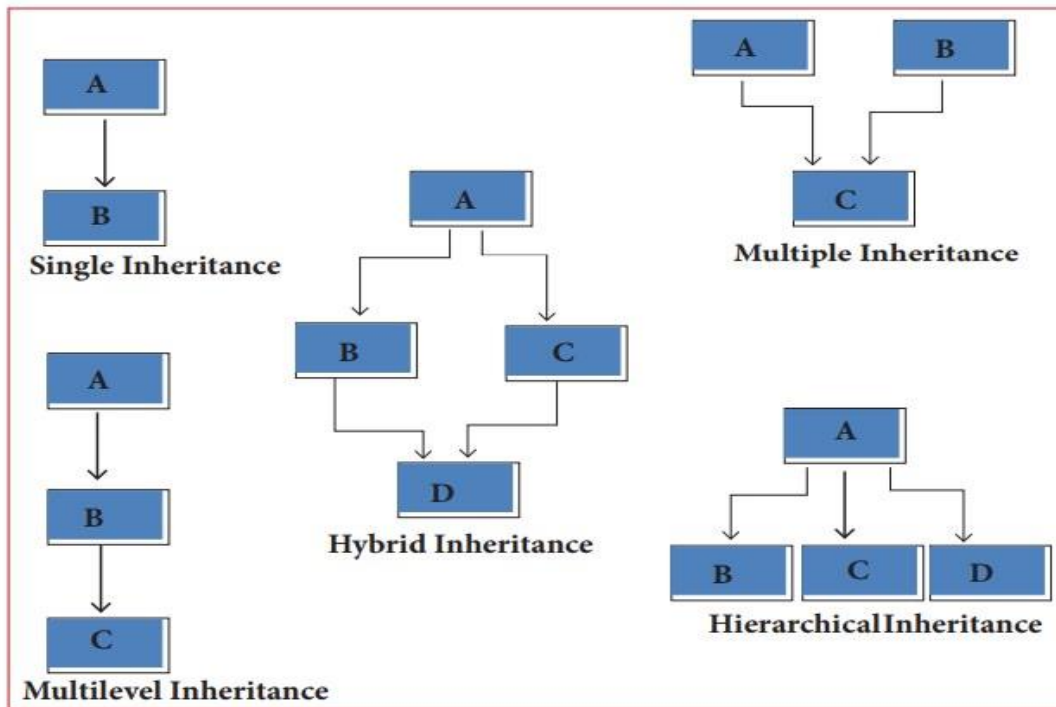 A
B
Single Inheritance
A
B
C
Multilevel Inheritance
A
B C
D
Hybrid Inheritance
A B
C
Multiple Inheritance
A
B C D
HierarchicalInheritance